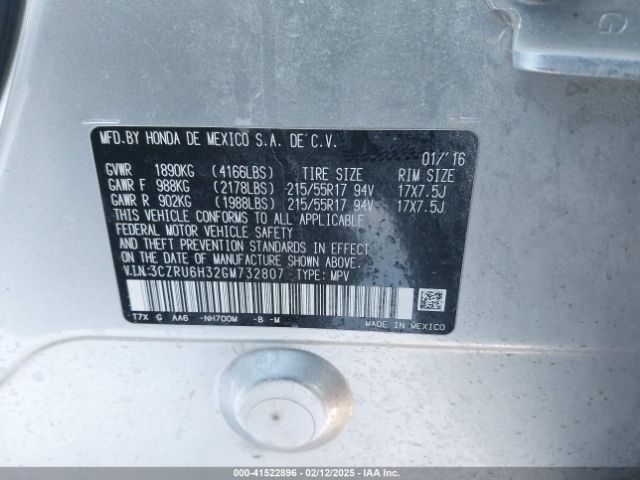 G
MFD.BY HONDA DE MEXICO S.A. DE C.V.
01/'16
GVWR 1890KG (4166LBS) TIRE SIZE RIM SIZE
GAWR F 988KG (2178LBS) 215/55R17 94V 17X7.5J
GAWR R 902KG (1988LBS) 215/55R17 94V 17X7.5J
THIS VEHICLE CONFORMS TO ALL APPLICABLE
FEDERAL MOTOR VEHICLE SAFETY
AND THEFT PREVENTION STANDARDS IN EFFECT
ON THE DATE OF MANUFACTURE SHOWN ABOVE.
V.I.N.:3CZRU6H32GM732807 TYPE: MPV
T7X G AA6 -NH700M -B -M
MADE IN MEXICO
000-41522896 - 02/12/2025 - IAA Inc.